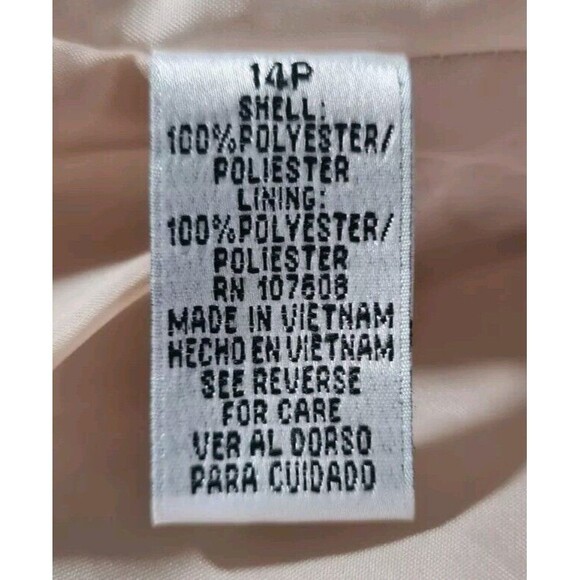 14P
SHELL:
100%POLYESTER/
POLIESTER
LINING:
100%POLYESTER/
POLIESTER
RN 107608
MADE IN VIETNAM
HECHO EN VIETNAM
SEE REVERSE
FOR CARE
VER AL DORSO
PARA CUIDADO